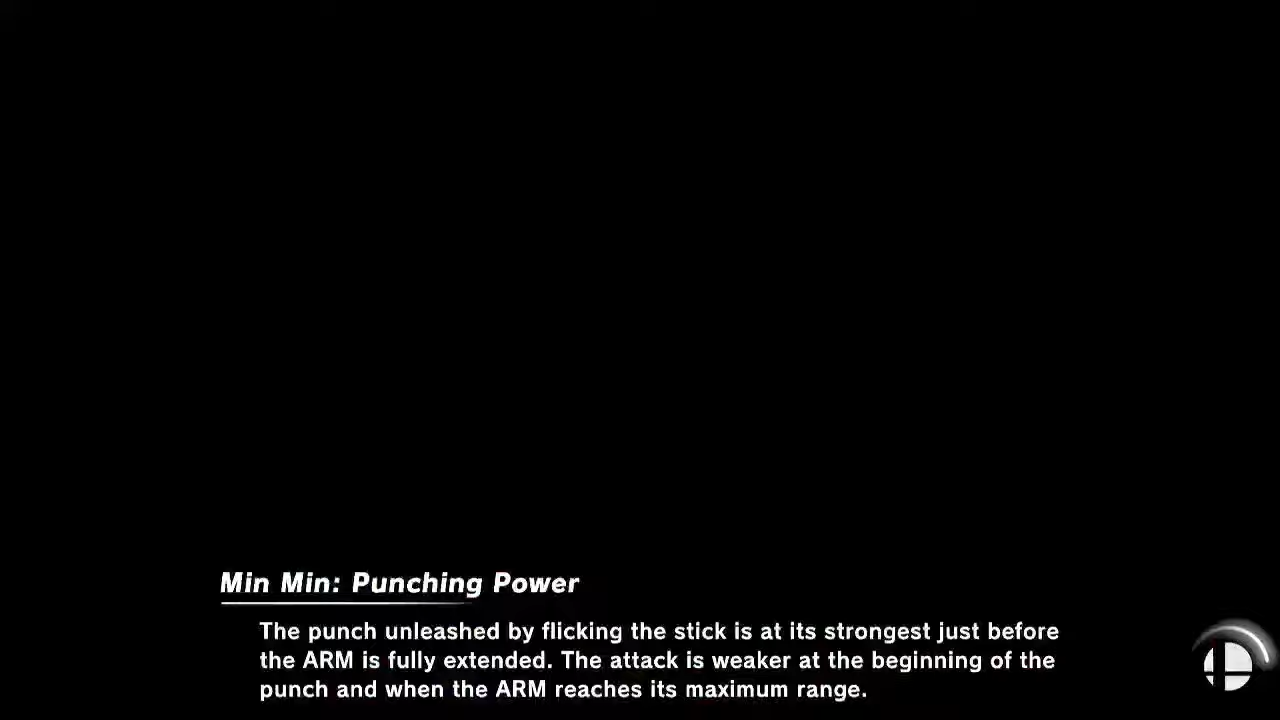 Min Min: Punching Power
The punch unleashed by flicking the stick is at its strongest just before
the ARM is fully extended. The attack is weaker at the beginning of the
punch and when the ARM reaches its maximum range.